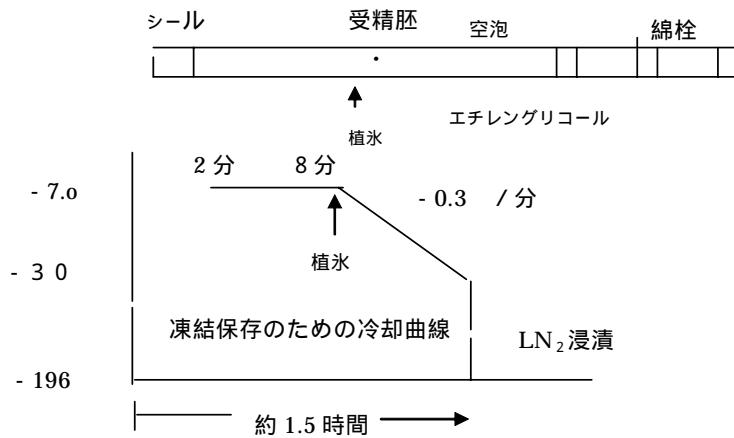 シール 受精胚 空泡 綿栓
エチレングリコール
植氷
2 分 8 分
- 7.0 - 0.3 / 分
植氷
- 3 0
凍結保存のための冷却曲線 LN₂浸漬
- 196
約 1.5 時間